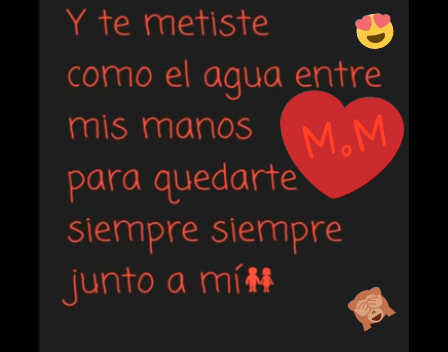 Y te metiste
como el agua entre
mis manos
M.M
para quedarte
siempre siempre
junto a mí